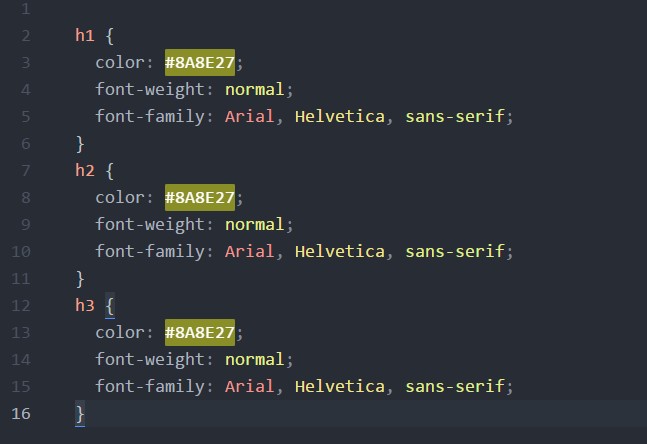 1
2 h1 {
3 color: #8A8E27;
4 font-weight: normal;
5 font-family: Arial, Helvetica, sans-serif;
6 }
7 h2 {
8 color: #8A8E27;
9 font-weight: normal;
10 font-family: Arial, Helvetica, sans-serif;
11 }
12 h3 {
13 color: #8A8E27;
14 font-weight: normal;
15 font-family: Arial, Helvetica, sans-serif;
16 }